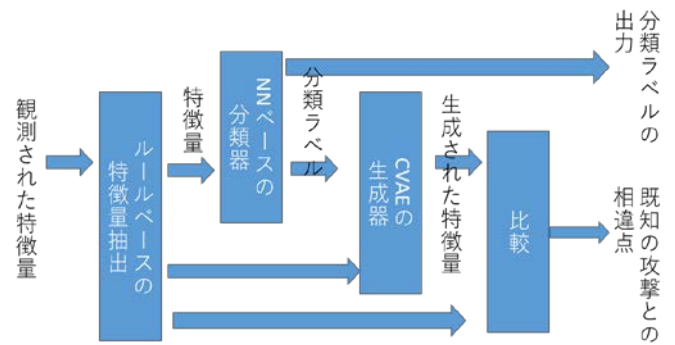 観測された特徴量
ルールベースの
特徴量抽出
特徴量
NNベースの
分類器
分類ラベル
CVAEの
生成器
生成された特徴量
比較
分類ラベルの
出力
既知の攻撃との
相違点